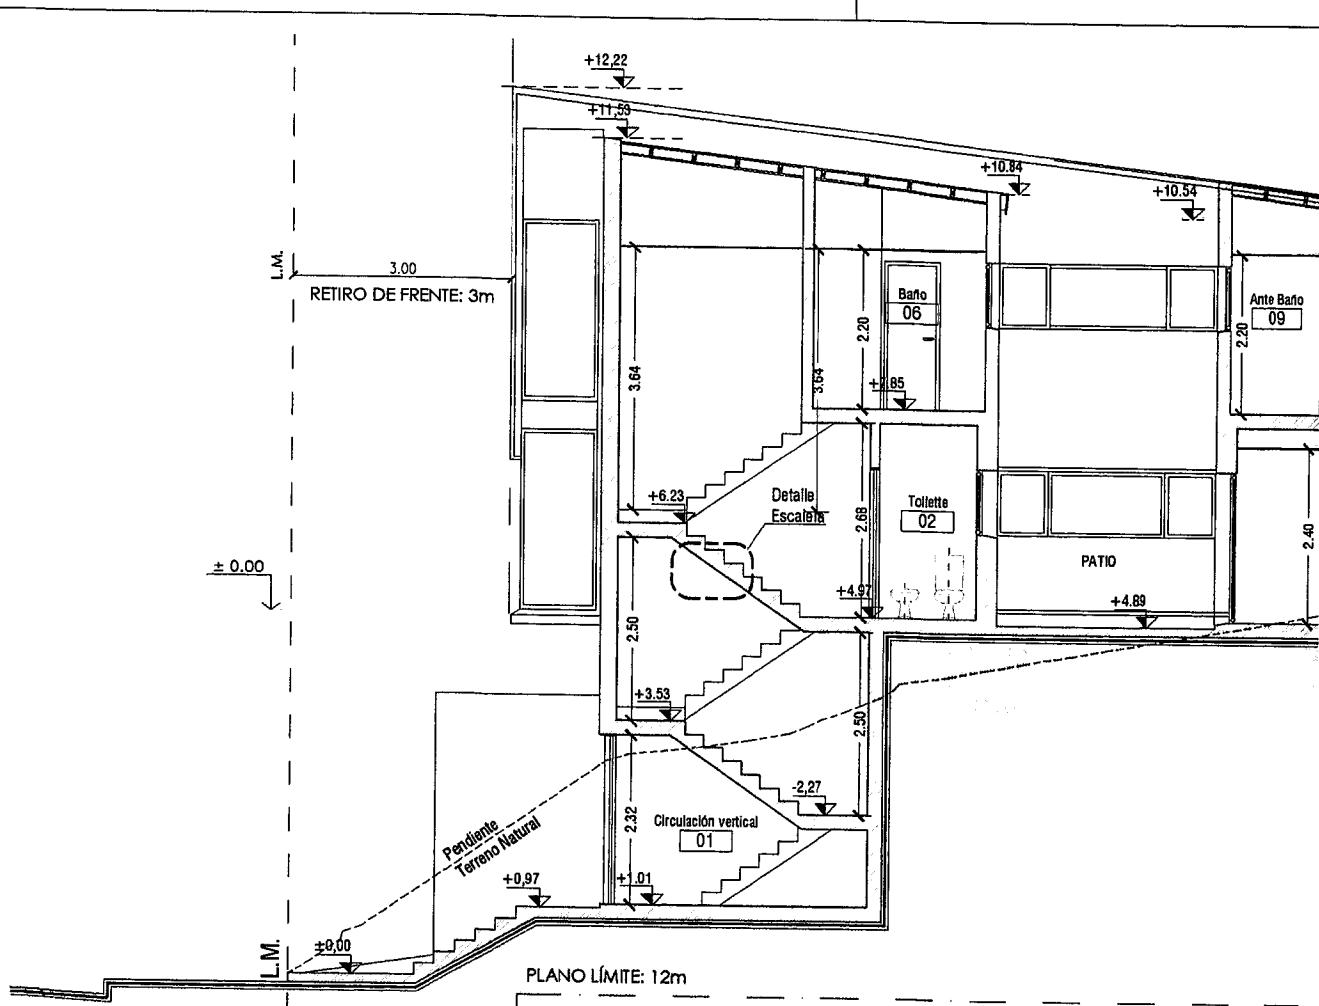 +12,22
+11,53
+10.84
+10.54
L.M.
3.00
RETIRO DE FRENTE: 3m
Baño
06
Ante Baño
09
2.20
2.20
3.64
3.64
+7.85
+6.23
Detalle
Escalera
2.68
Toilette
02
2.40
PATIO
± 0.00
+4.97
+4.89
2.50
+3.53
2.50
-2,27
2.32
Circulación vertical
01
Pendiente
Terreno Natural
+0,97
+1.01
L.M.
±0,00
PLANO LÍMITE: 12m